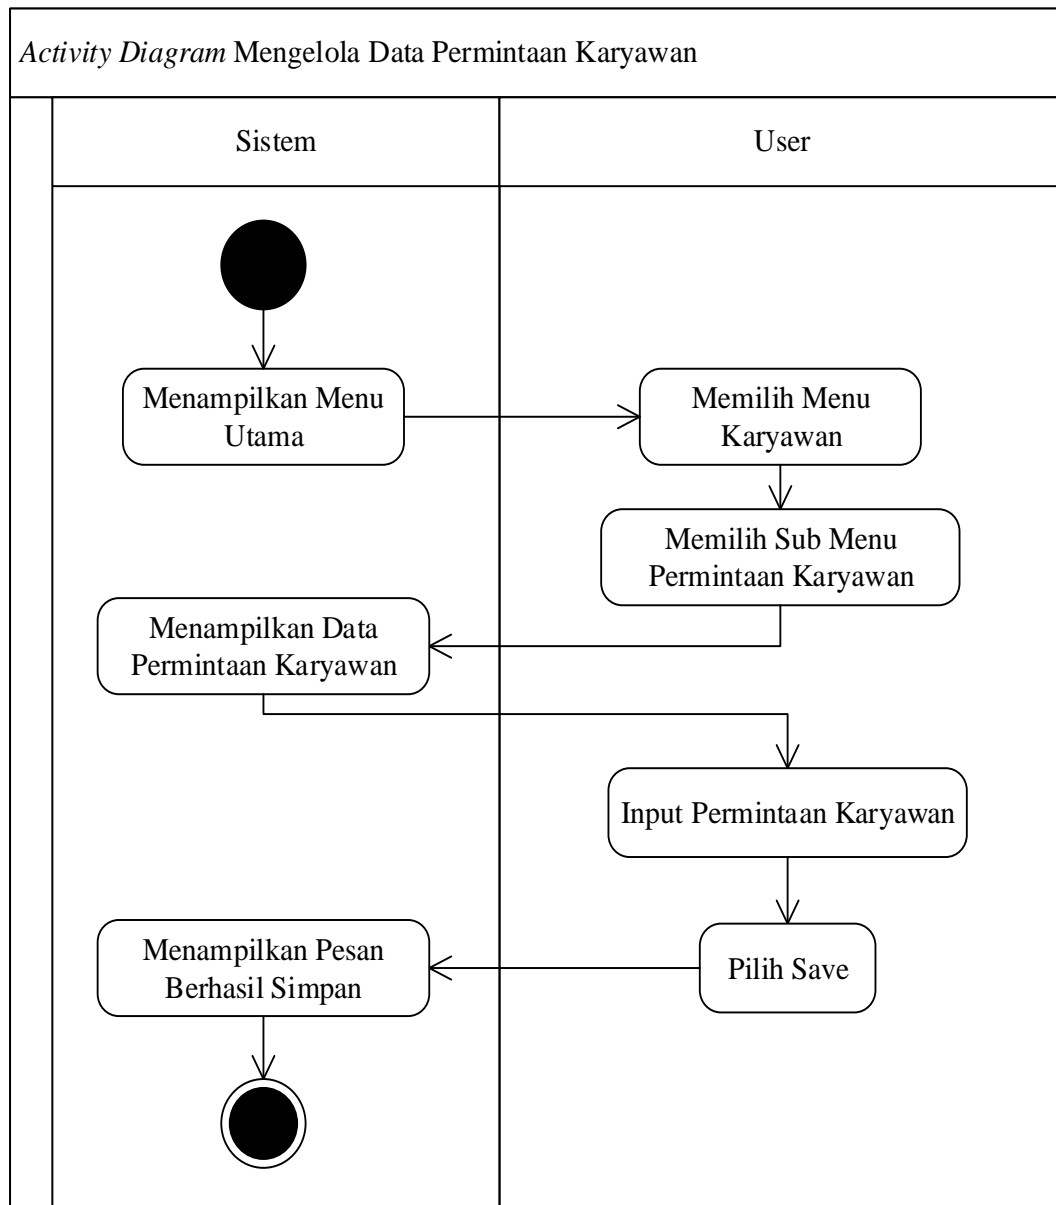 Activity Diagram Mengelola Data Permintaan Karyawan
Sistem
User
Menampilkan Menu
Utama
Memilih Menu
Karyawan
Memilih Sub Menu
Permintaan Karyawan
Menampilkan Data
Permintaan Karyawan
Input Permintaan Karyawan
Pilih Save
Menampilkan Pesan
Berhasil Simpan